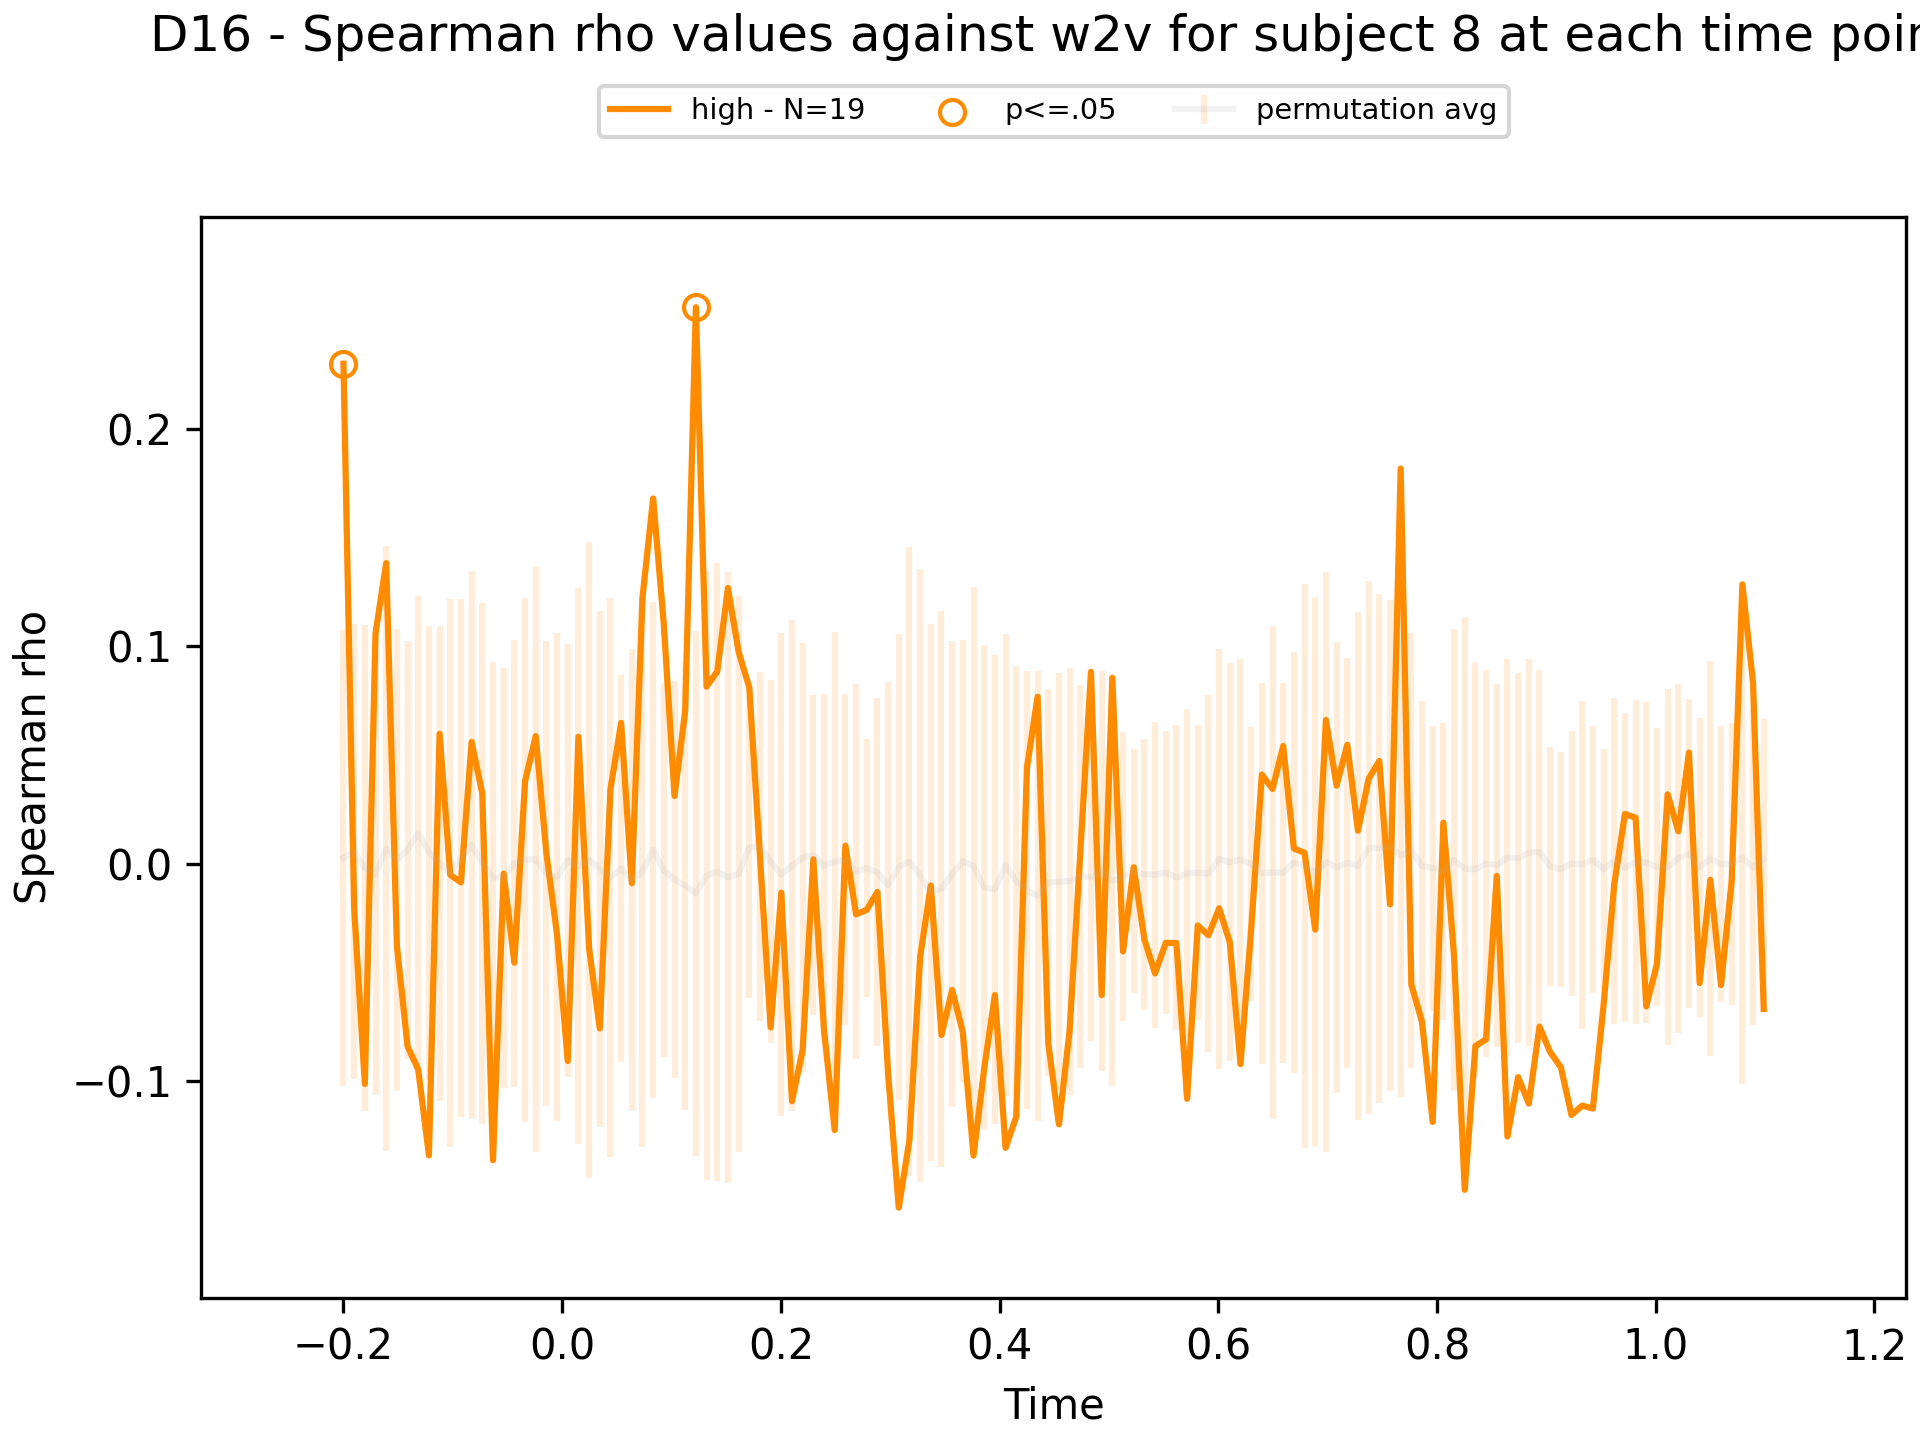 D16 - Spearman rho values against w2v for subject 8 at each time
high - N=19 p<=.05 permutation avg
Spearman rho
0.2
0.1
0.0
−0.1
−0.2 0.0 0.2 0.4 0.6 0.8 1.0 1.2
Time